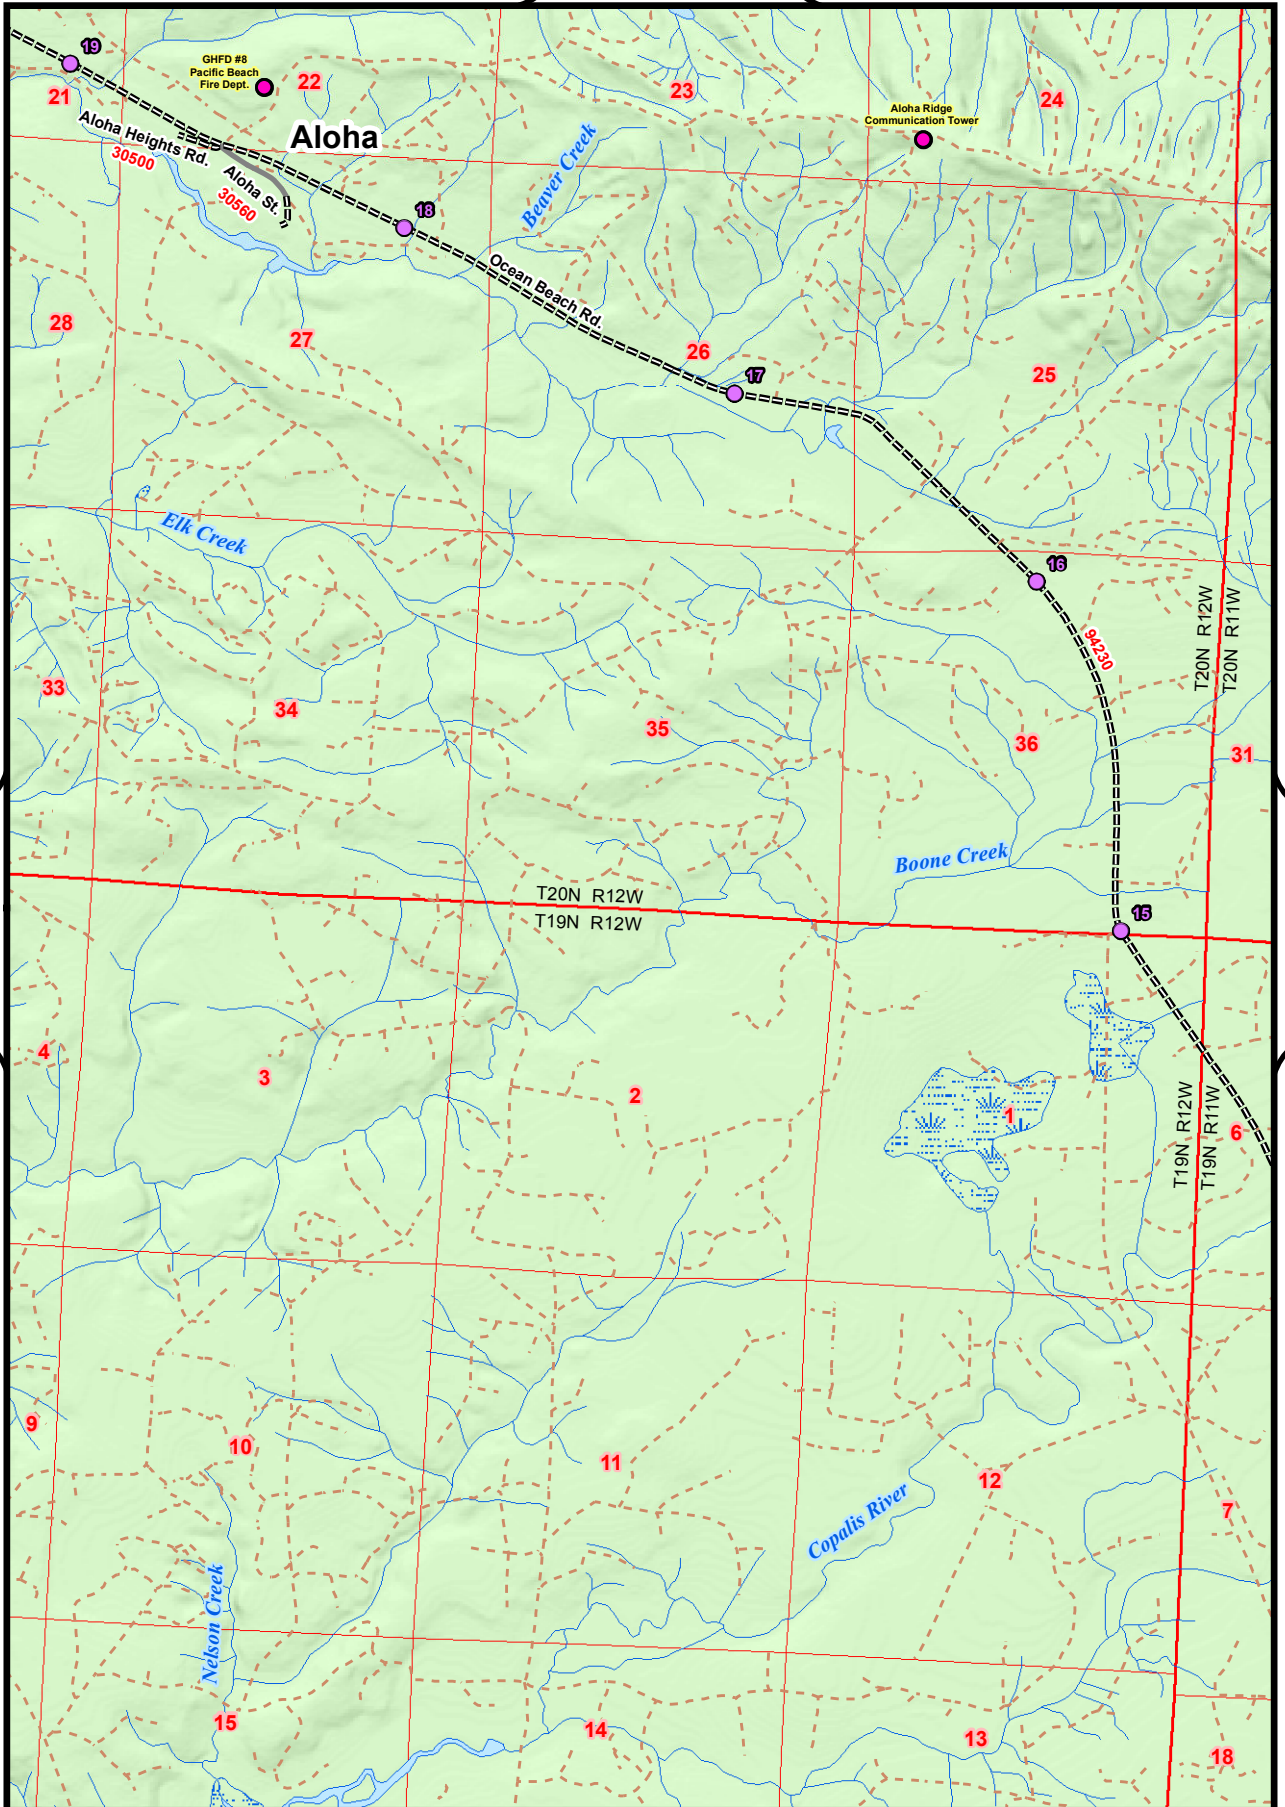 19
GHFD #8
Pacific Beach
Fire Dept.
22
21
23
24
Aloha Ridge
Communication Tower
Aloha Heights Rd.
30500
Aloha
Aloha St.
30560
Beaver Creek
18
Ocean Beach Rd.
28
27
26
17
25
Elk Creek
16
94230
T20N R12W
T20N R11W
33
34
35
36
31
Boone Creek
T20N R12W
T19N R12W
15
4
3
2
1
T19N R12W
T19N R11W
6
9
10
11
12
7
Copalis River
Nelson Creek
15
14
13
18